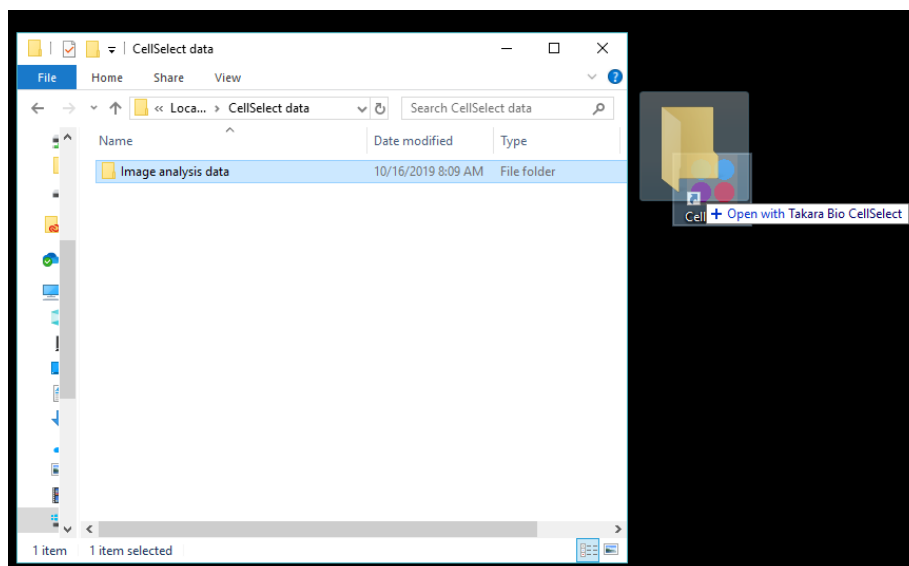 CellSelect data
File Home Share View
« Loca... › CellSelect data Search CellSelect data
Name Date modified Type
Image analysis data 10/16/2019 8:09 AM File folder
Cell + Open with Takara Bio CellSelect
1 item 1 item selected